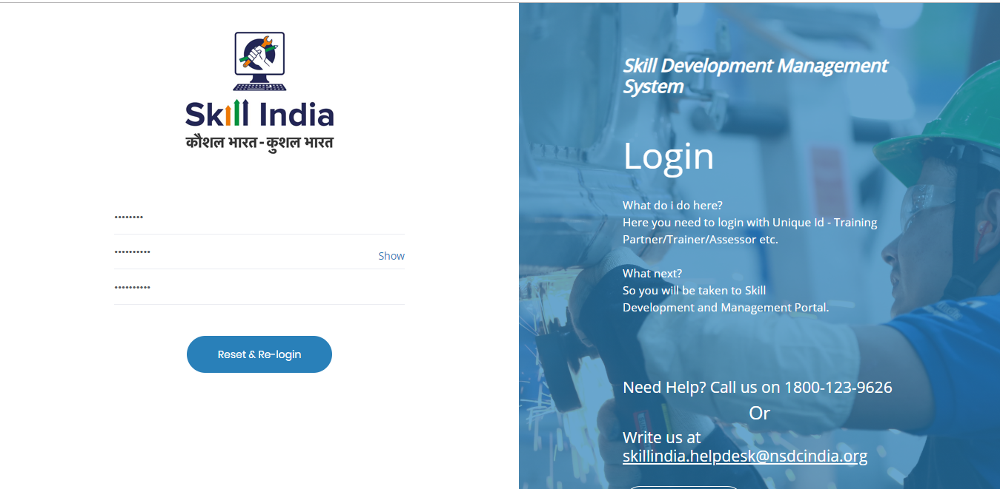 Skill India
कौशल भारत - कुशल भारत
••••••••
••••••••••
Show
••••••••••
Reset & Re-login
Skill Development Management
System
Login
What do i do here?
Here you need to login with Unique Id - Training
Partner/Trainer/Assessor etc.
What next?
So you will be taken to Skill
Development and Management Portal.
Need Help? Call us on 1800-123-9626
Or
Write us at
skillindia.helpdesk@nsdcindia.org